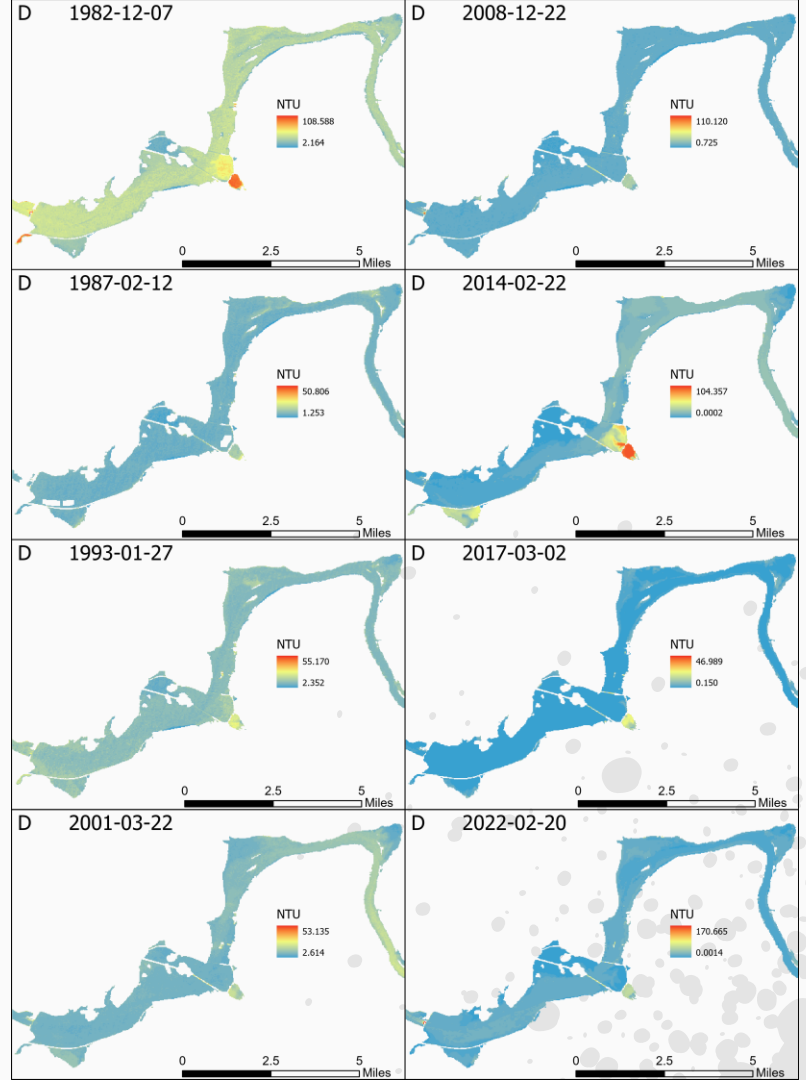 D 1982-12-07
NTU
108.588
2.164
0 2.5 5
Miles
D 2008-12-22
NTU
110.120
0.725
0 2.5 5
Miles
D 1987-02-12
NTU
50.806
1.253
0 2.5 5
Miles
D 2014-02-22
NTU
104.357
0.0002
0 2.5 5
Miles
D 1993-01-27
NTU
55.170
2.352
0 2.5 5
Miles
D 2017-03-02
NTU
46.989
0.150
0 2.5 5
Miles
D 2001-03-22
NTU
53.135
2.614
0 2.5 5
Miles
D 2022-02-20
NTU
170.665
0.0014
0 2.5 5
Miles